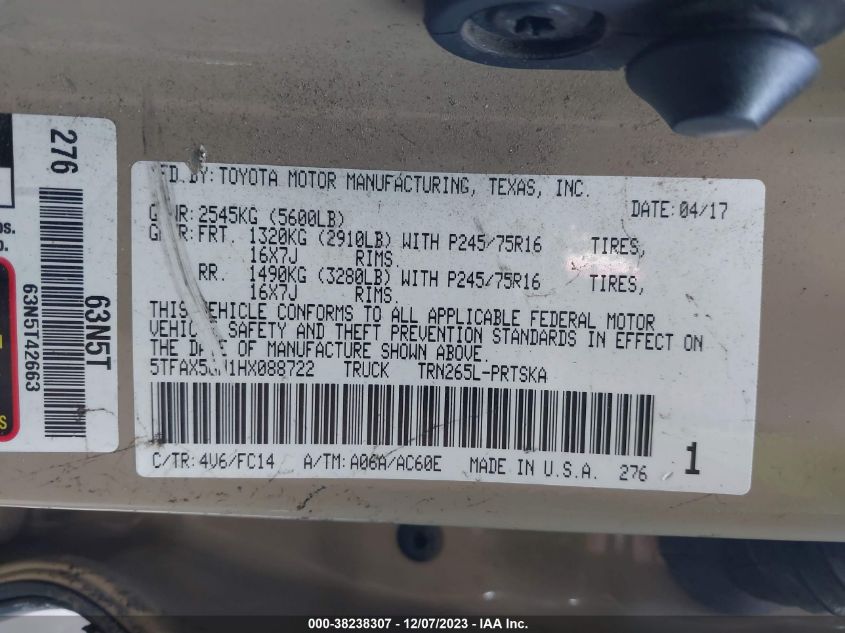 MFD.BY: TOYOTA MOTOR MANUFACTURING, TEXAS, INC.
DATE: 04/17
GVWR: 2545KG (5600LB)
GAWR: FRT. 1320KG (2910LB) WITH P245/75R16 TIRES,
16X7J RIMS.
RR. 1490KG (3280LB) WITH P245/75R16 TIRES,
16X7J RIMS.
THIS VEHICLE CONFORMS TO ALL APPLICABLE FEDERAL MOTOR
VEHICLE SAFETY AND THEFT PREVENTION STANDARDS IN EFFECT ON
THE DATE OF MANUFACTURE SHOWN ABOVE.
TRUCK TRN265L-PRTSKA
C/TR: 4V6/FC14 A/TM: A06A/AC60E MADE IN U.S.A. 276 1
276
63N5T
63N5T42663
bs.
o.
S
000-38238307 - 12/07/2023 - IAA Inc.